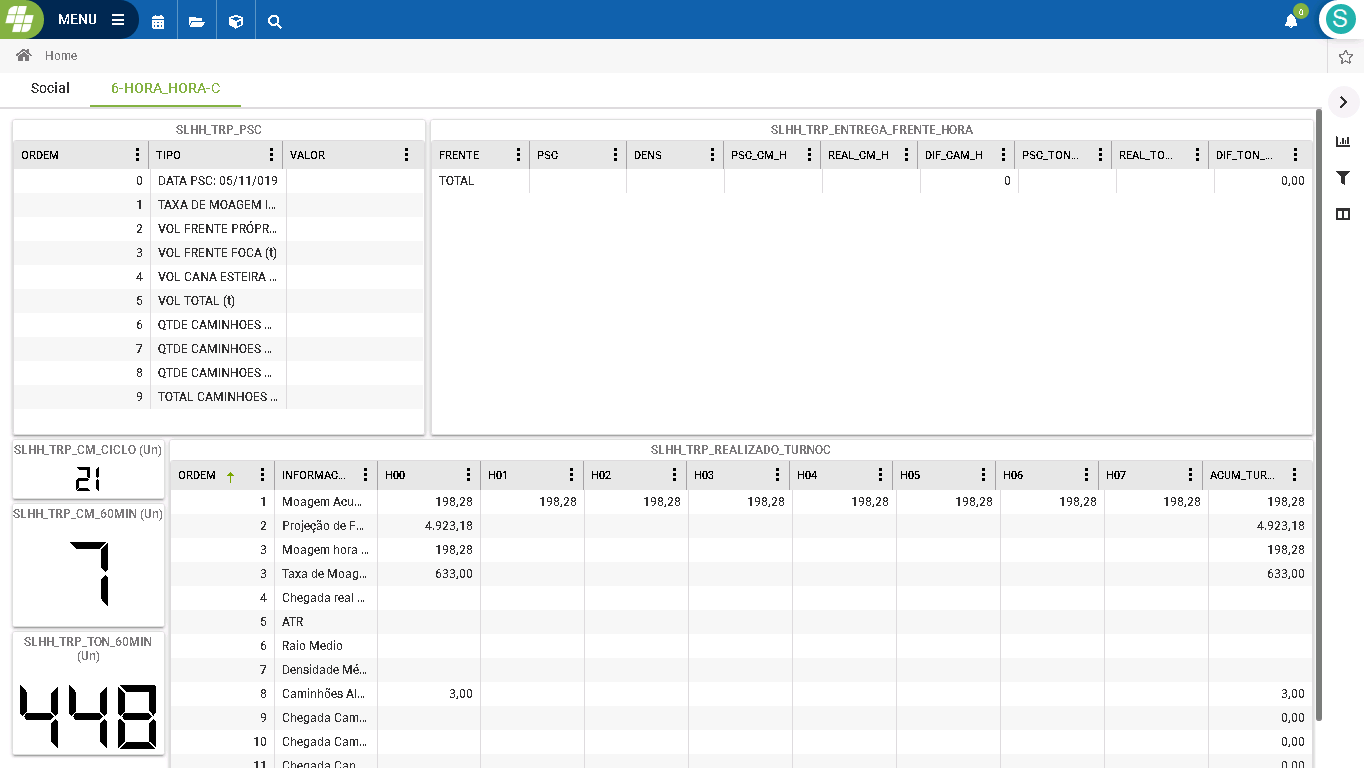 MENU
0
S
Home
Social
6-HORA_HORA-C
SLHH_TRP_PSC
ORDEM TIPO VALOR
0 DATA PSC: 05/11/019
1 TAXA DE MOAGEM I...
2 VOL FRENTE PRÓPR...
3 VOL FRENTE FOCA (t)
4 VOL CANA ESTEIRA ...
5 VOL TOTAL (t)
6 QTDE CAMINHOES ...
7 QTDE CAMINHOES ...
8 QTDE CAMINHOES ...
9 TOTAL CAMINHOES ...
SLHH_TRP_ENTREGA_FRENTE_HORA
FRENTE PSC DENS PSC_CM_H REAL_CM_H DIF_CAM_H PSC_TON... REAL_TO... DIF_TON_...
TOTAL 0 0,00
SLHH_TRP_CM_CICLO (Un)
21
SLHH_TRP_CM_60MIN (Un)
7
SLHH_TRP_TON_60MIN
(Un)
448
SLHH_TRP_REALIZADO_TURNOC
ORDEM INFORMAC... H00 H01 H02 H03 H04 H05 H06 H07 ACUM_TUR...
1 Moagem Acu... 198,28 198,28 198,28 198,28 198,28 198,28 198,28 198,28 198,28
2 Projeção de F... 4.923,18 4.923,18
3 Moagem hora ... 198,28 198,28
3 Taxa de Moag... 633,00 633,00
4 Chegada real ...
5 ATR
6 Raio Medio
7 Densidade Mé...
8 Caminhões Al... 3,00 3,00
9 Chegada Cam... 0,00
10 Chegada Cam... 0,00
11 Chegada Can... 0,00